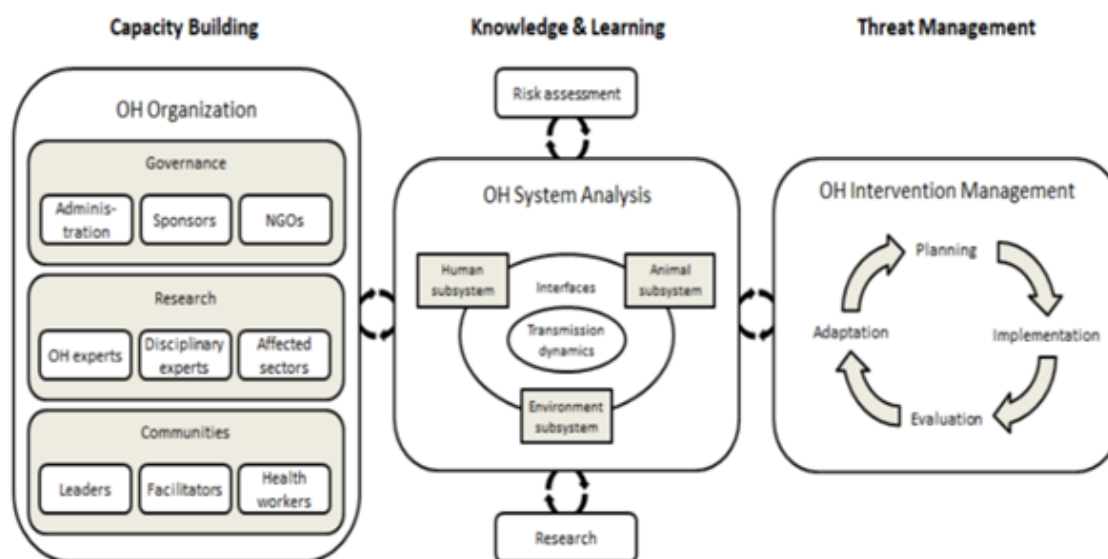 Capacity Building
Knowledge & Learning
Threat Management
OH Organization
Governance
Adminis-
tration
Sponsors
NGOs
Research
OH experts
Disciplinary
experts
Affected
sectors
Communities
Leaders
Facilitators
Health
workers
Risk assessment
OH System Analysis
Human
subsystem
Interfaces
Animal
subsystem
Transmission
dynamics
Environment
subsystem
Research
OH Intervention Management
Planning
Adaptation
Implementation
Evaluation